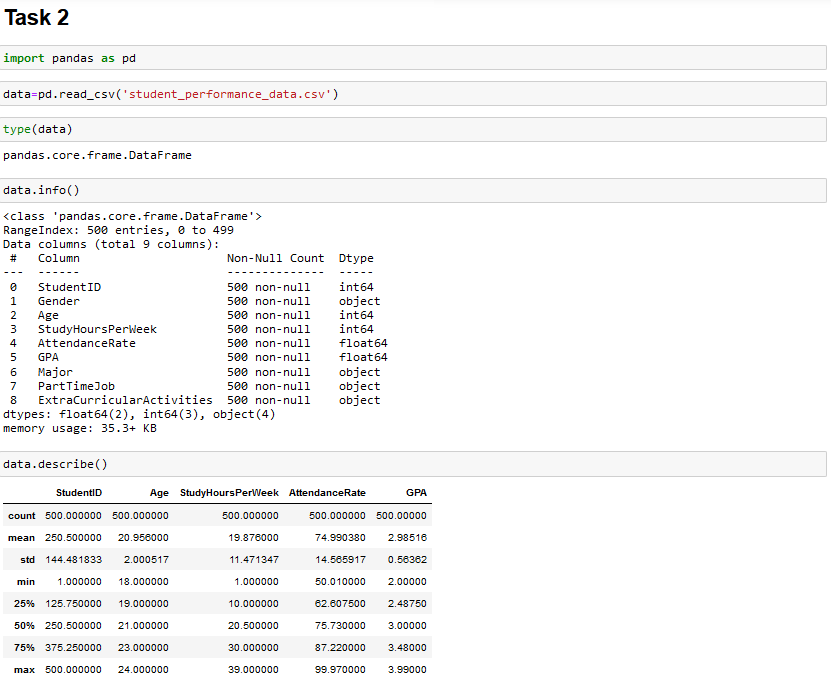 Task 2
import pandas as pd
data=pd.read_csv('student_performance_data.csv')
type(data)
pandas.core.frame.DataFrame
data.info()
<class 'pandas.core.frame.DataFrame'>
RangeIndex: 500 entries, 0 to 499
Data columns (total 9 columns):
 #   Column                     Non-Null Count  Dtype
---  ------                     --------------  -----
 0   StudentID                  500 non-null    int64
 1   Gender                     500 non-null    object
 2   Age                        500 non-null    int64
 3   StudyHoursPerWeek          500 non-null    int64
 4   AttendanceRate             500 non-null    float64
 5   GPA                        500 non-null    float64
 6   Major                      500 non-null    object
 7   PartTimeJob                500 non-null    object
 8   ExtraCurricularActivities  500 non-null    object
dtypes: float64(2), int64(3), object(4)
memory usage: 35.3+ KB
data.describe()
StudentID Age StudyHoursPerWeek AttendanceRate GPA
count 500.000000 500.000000 500.000000 500.000000 500.00000
mean 250.500000 20.956000 19.876000 74.990380 2.98516
std 144.481833 2.000517 11.471347 14.565917 0.56362
min 1.000000 18.000000 1.000000 50.010000 2.00000
25% 125.750000 19.000000 10.000000 62.607500 2.48750
50% 250.500000 21.000000 20.500000 75.730000 3.00000
75% 375.250000 23.000000 30.000000 87.220000 3.48000
max 500.000000 24.000000 39.000000 99.970000 3.99000